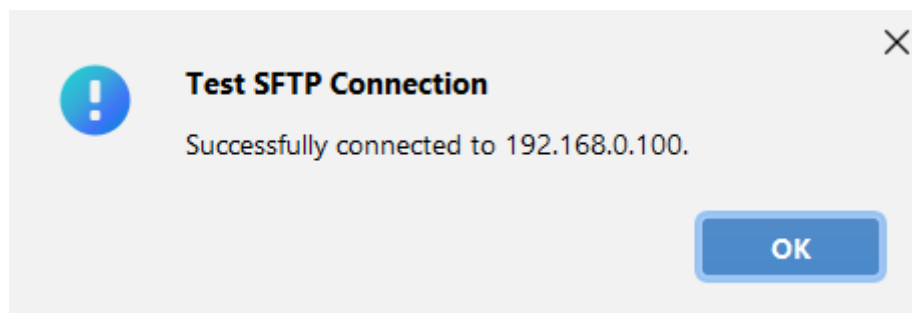 Test SFTP Connection
Successfully connected to 192.168.0.100.
OK